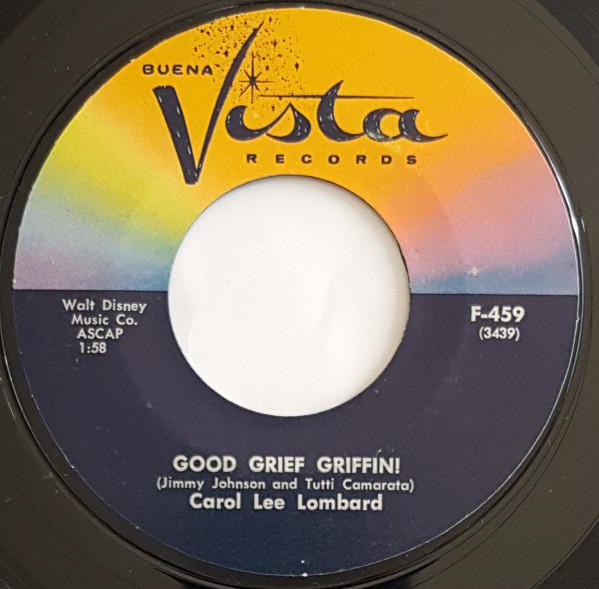 BUENA
Vista
RECORDS
Walt Disney
Music Co.
ASCAP
1:58
F-459
(3439)
GOOD GRIEF GRIFFIN!
(Jimmy Johnson and Tutti Camarata)
Carol Lee Lombard